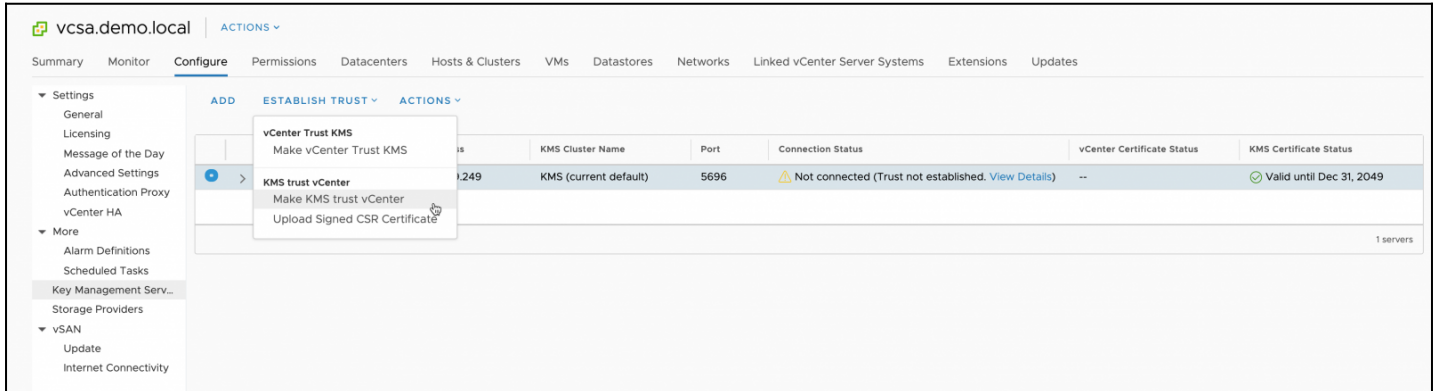 vcsa.demo.local ACTIONS
Summary Monitor Configure Permissions Datacenters Hosts & Clusters VMs Datastores Networks Linked vCenter Server Systems Extensions Updates
Settings
General
Licensing
Message of the Day
Advanced Settings
Authentication Proxy
vCenter HA
More
Alarm Definitions
Scheduled Tasks
Key Management Serv...
Storage Providers
vSAN
Update
Internet Connectivity
ADD ESTABLISH TRUST ACTIONS
vCenter Trust KMS
Make vCenter Trust KMS
KMS trust vCenter
Make KMS trust vCenter
Upload Signed CSR Certificate
KMS Cluster Name Port Connection Status vCenter Certificate Status KMS Certificate Status
.249 KMS (current default) 5696 Not connected (Trust not established. View Details) -- Valid until Dec 31, 2049
1 servers